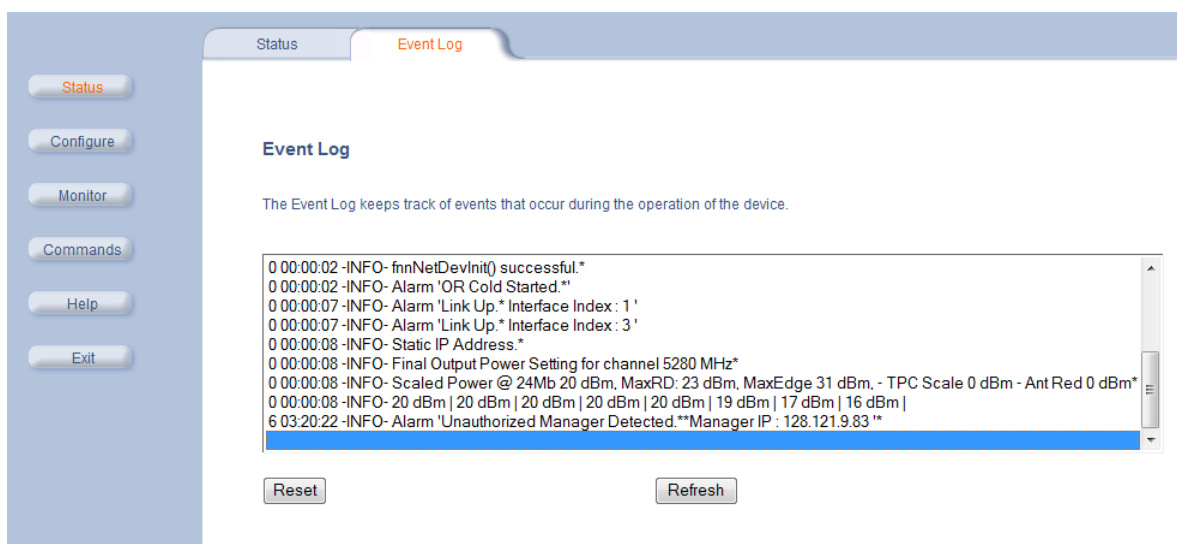 Status
Event Log
Status
Configure
Monitor
Commands
Help
Exit
Event Log
The Event Log keeps track of events that occur during the operation of the device.
0 00:00:02 -INFO- fnnNetDevInit() successful.*
0 00:00:02 -INFO- Alarm 'OR Cold Started.*'
0 00:00:07 -INFO- Alarm 'Link Up.* Interface Index : 1 '
0 00:00:07 -INFO- Alarm 'Link Up.* Interface Index : 3 '
0 00:00:08 -INFO- Static IP Address.*
0 00:00:08 -INFO- Final Output Power Setting for channel 5280 MHz*
0 00:00:08 -INFO- Scaled Power @ 24Mb 20 dBm, MaxRD: 23 dBm, MaxEdge 31 dBm, - TPC Scale 0 dBm - Ant Red 0 dBm*
0 00:00:08 -INFO- 20 dBm | 20 dBm | 20 dBm | 20 dBm | 20 dBm | 19 dBm | 17 dBm | 16 dBm |
6 03:20:22 -INFO- Alarm 'Unauthorized Manager Detected.**Manager IP : 128.121.9.83 '*
Reset
Refresh